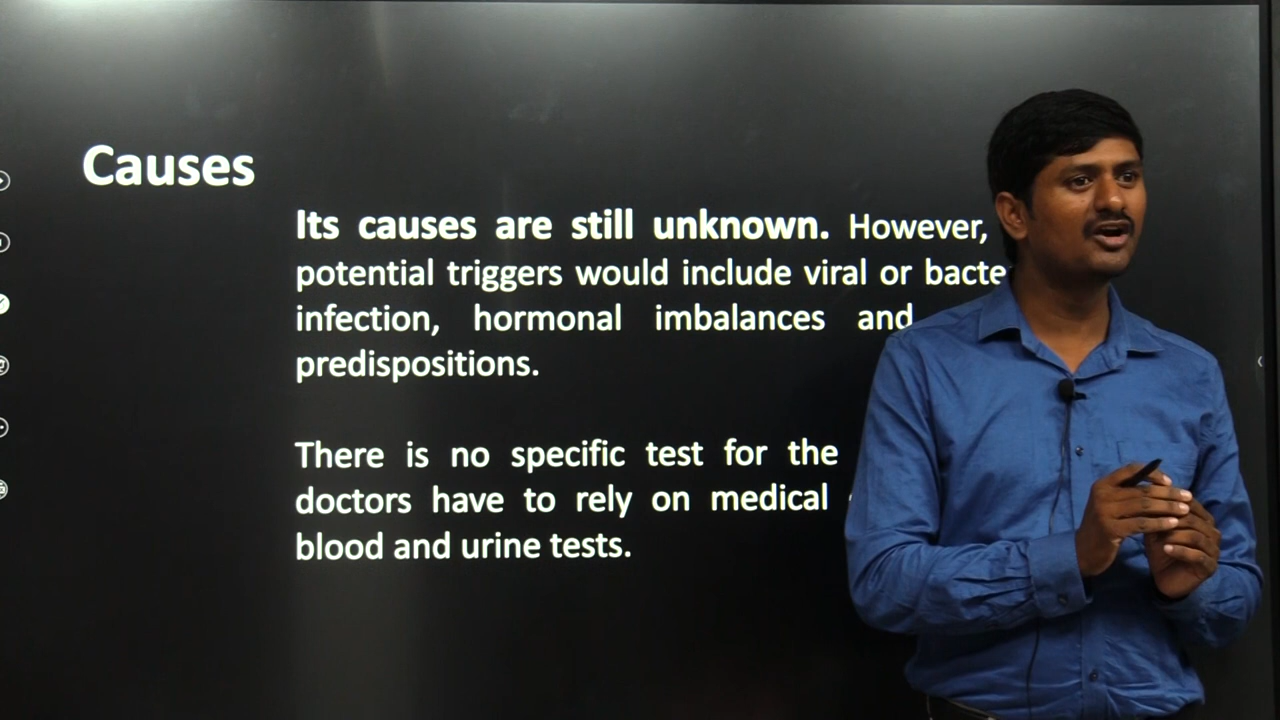 Causes
Its causes are still unknown. However,
potential triggers would include viral or
infection, hormonal imbalances and
predispositions.
There is no specific test for the
doctors have to rely on medical
blood and urine tests.